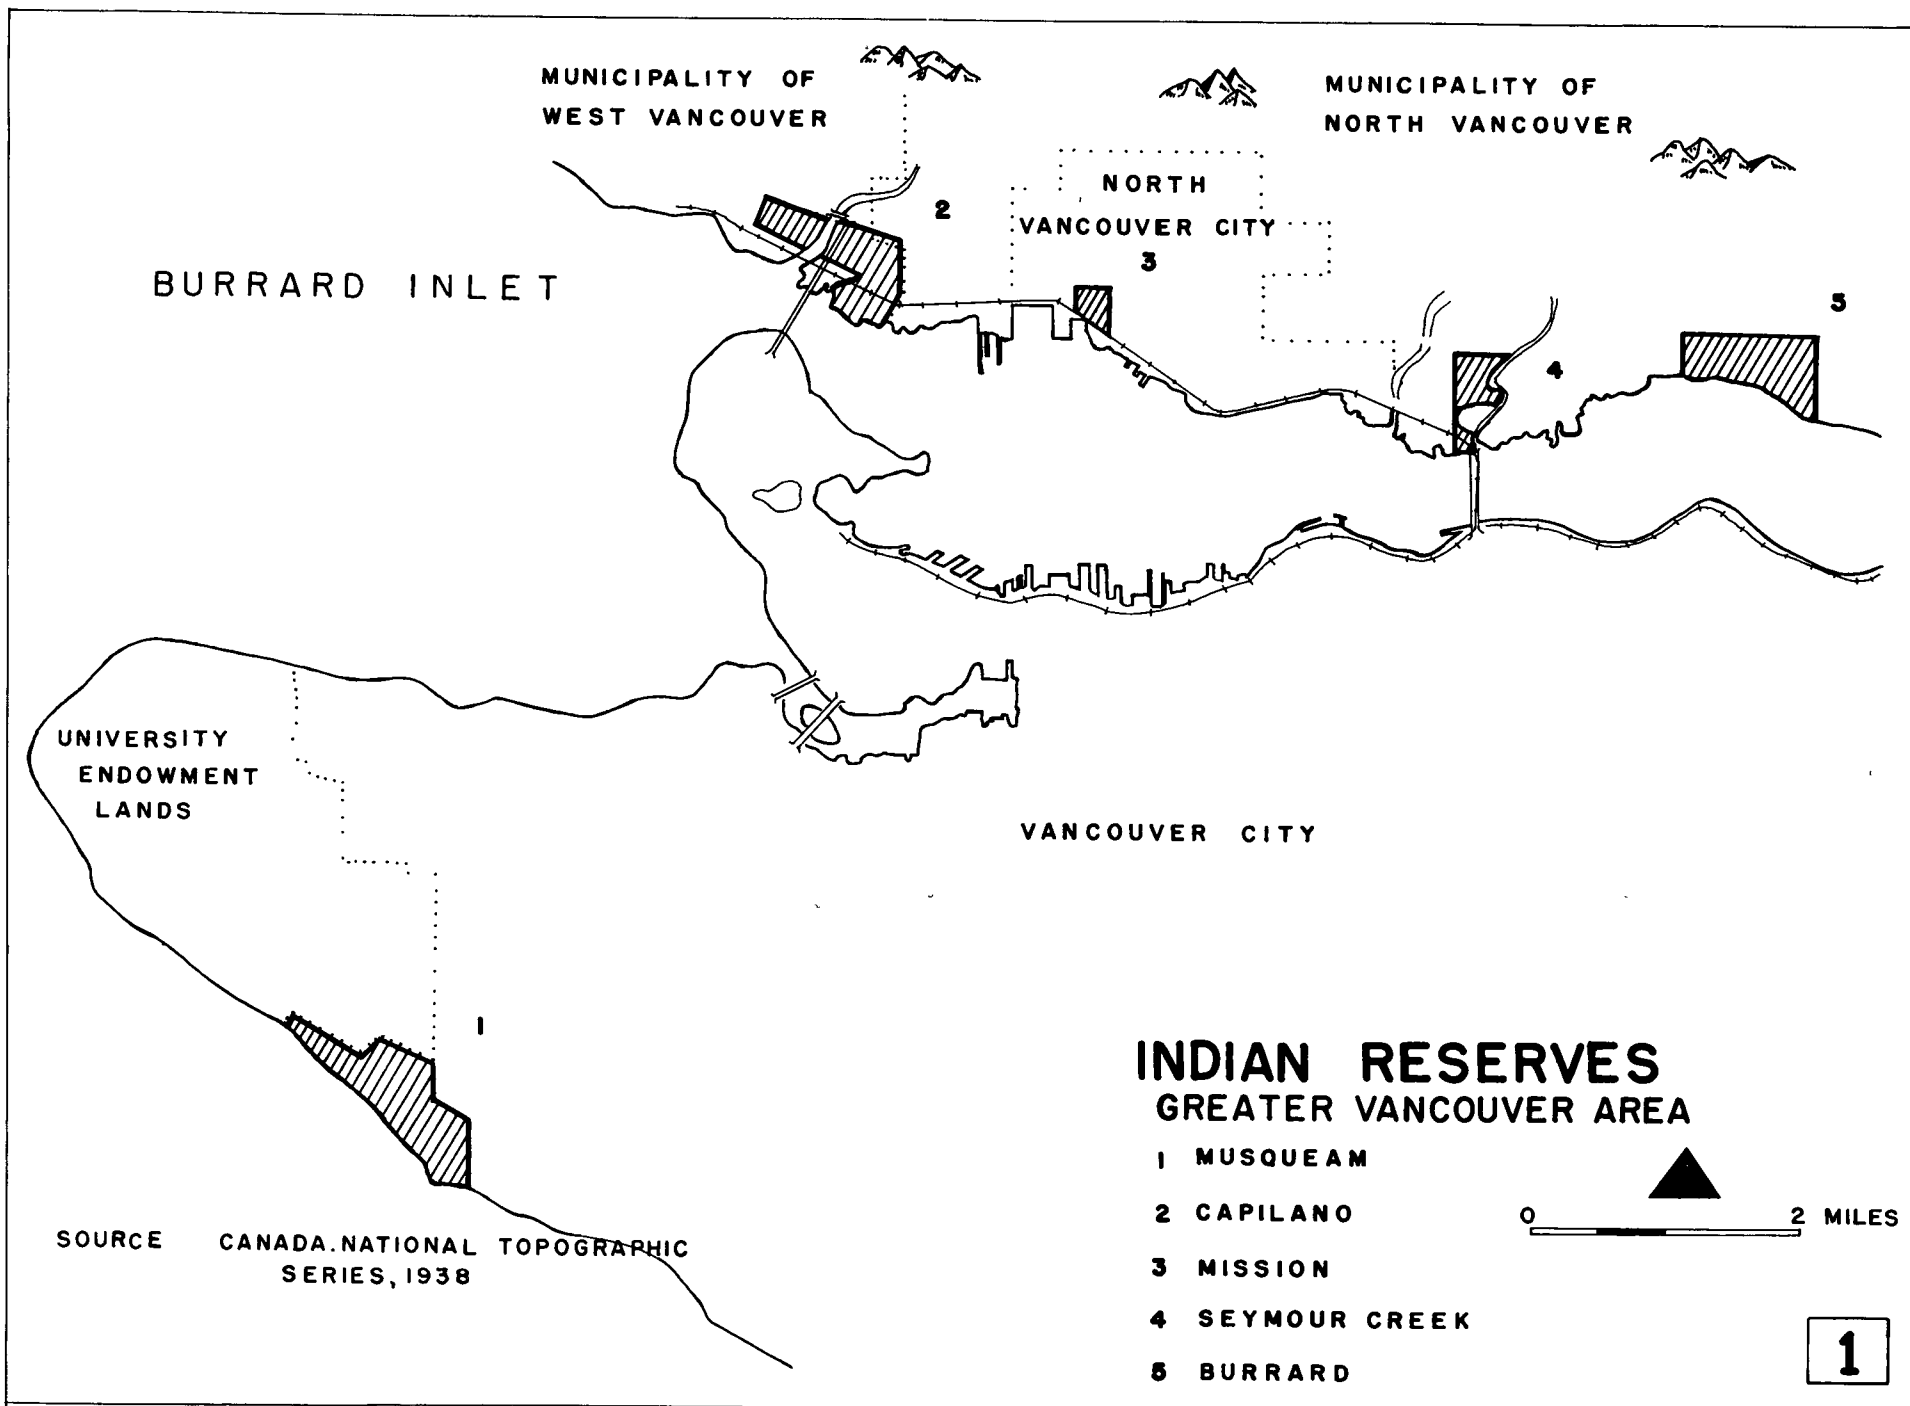 MUNICIPALITY OF
WEST VANCOUVER
MUNICIPALITY OF
NORTH VANCOUVER
NORTH
VANCOUVER CITY
2
3
BURRARD INLET
5
4
UNIVERSITY
ENDOWMENT
LANDS
VANCOUVER CITY
1
INDIAN RESERVES
GREATER VANCOUVER AREA
1 MUSQUEAM
2 CAPILANO
3 MISSION
4 SEYMOUR CREEK
5 BURRARD
0 2 MILES
SOURCE CANADA. NATIONAL TOPOGRAPHIC
SERIES, 1938
1